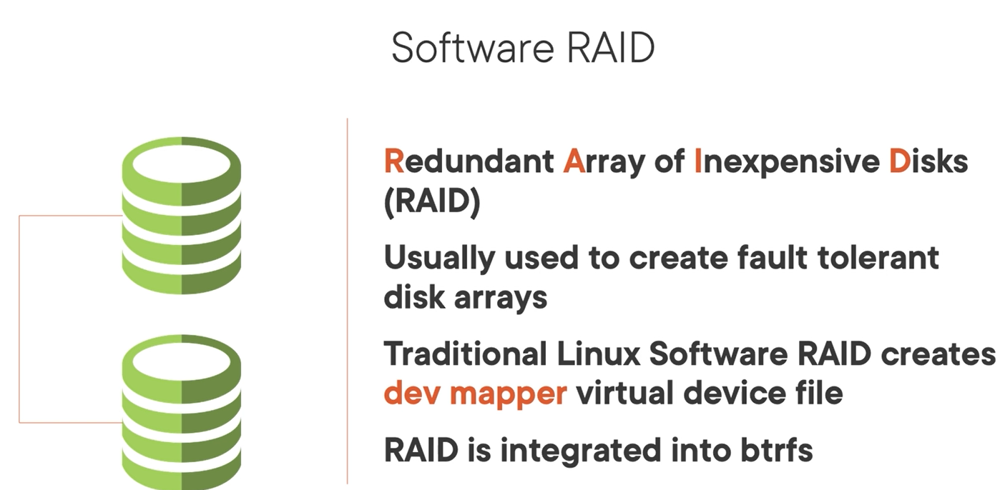 Software RAID
Redundant Array of Inexpensive Disks
(RAID)
Usually used to create fault tolerant
disk arrays
Traditional Linux Software RAID creates
dev mapper virtual device file
RAID is integrated into btrfs